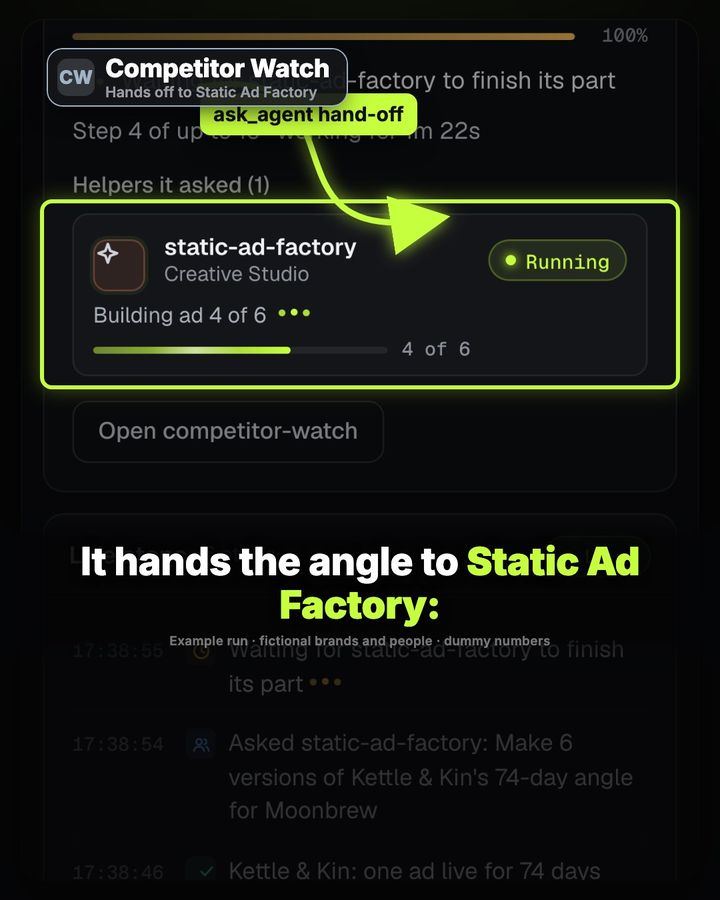 100%
CW
Competitor Watch
Hands off to Static Ad Factory
-factory to finish its part
ask_agent hand-off
Step 4 of up to
for 1m 22s
Helpers it asked (1)
static-ad-factory
Creative Studio
Running
Building ad 4 of 6
4 of 6
Open competitor-watch
It hands the angle to Static Ad
Factory:
Example run · fictional brands and people · dummy numbers
17:38:55
Waiting for static-ad-factory to finish
its part
17:38:54
Asked static-ad-factory: Make 6
versions of Kettle & Kin's 74-day angle
for Moonbrew
17:38:46
Kettle & Kin: one ad live for 74 days